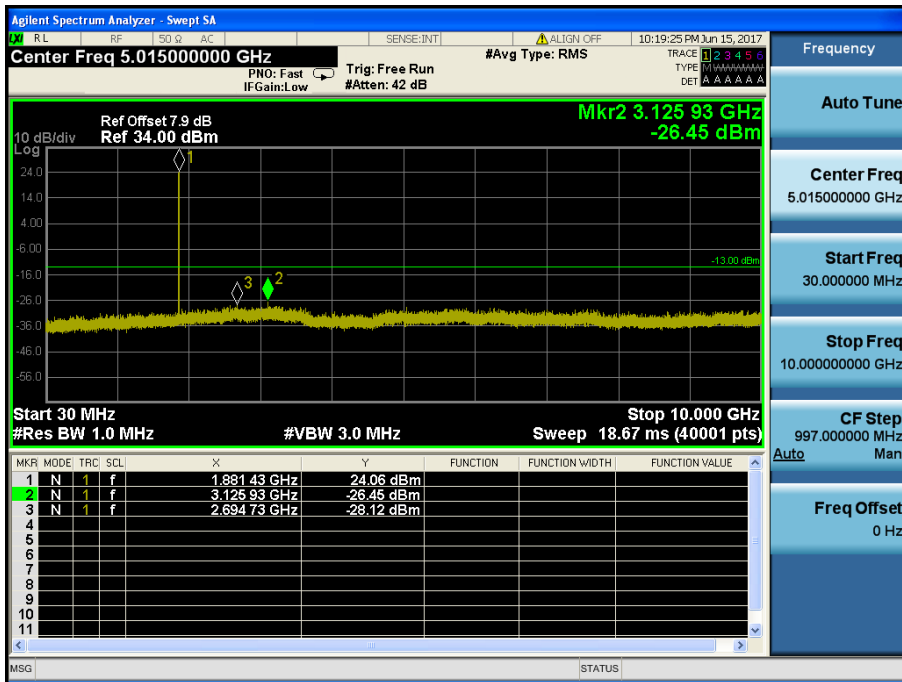 Agilent Spectrum Analyzer - Swept SA
LXI RL RF 50 Ω AC SENSE:INT ALIGN OFF 10:19:25 PM Jun 15, 2017
Center Freq 5.015000000 GHz
PNO: Fast
IFGain:Low
Trig: Free Run
#Atten: 42 dB
#Avg Type: RMS
TRACE 1 2 3 4 5 6
TYPE M
DET A A A A A A
Frequency
Auto Tune
Center Freq
5.015000000 GHz
Start Freq
30.000000 MHz
Stop Freq
10.000000000 GHz
CF Step
997.000000 MHz
Auto Man
Freq Offset
0 Hz
Mkr2 3.125 93 GHz
-26.45 dBm
Ref Offset 7.9 dB
10 dB/div Ref 34.00 dBm
Log
24.0
14.0
4.00
-6.00
-16.0
-26.0
-36.0
-46.0
-56.0
1
-13.00 dBm
3
2
Start 30 MHz Stop 10.000 GHz
#Res BW 1.0 MHz #VBW 3.0 MHz Sweep 18.67 ms (40001 pts)
MKR MODE TRC SCL X Y FUNCTION FUNCTION WIDTH FUNCTION VALUE
1 N 1 f 1.881 43 GHz 24.06 dBm
2 N 1 f 3.125 93 GHz -26.45 dBm
3 N 1 f 2.694 73 GHz -28.12 dBm
4
5
6
7
8
9
10
11
MSG STATUS